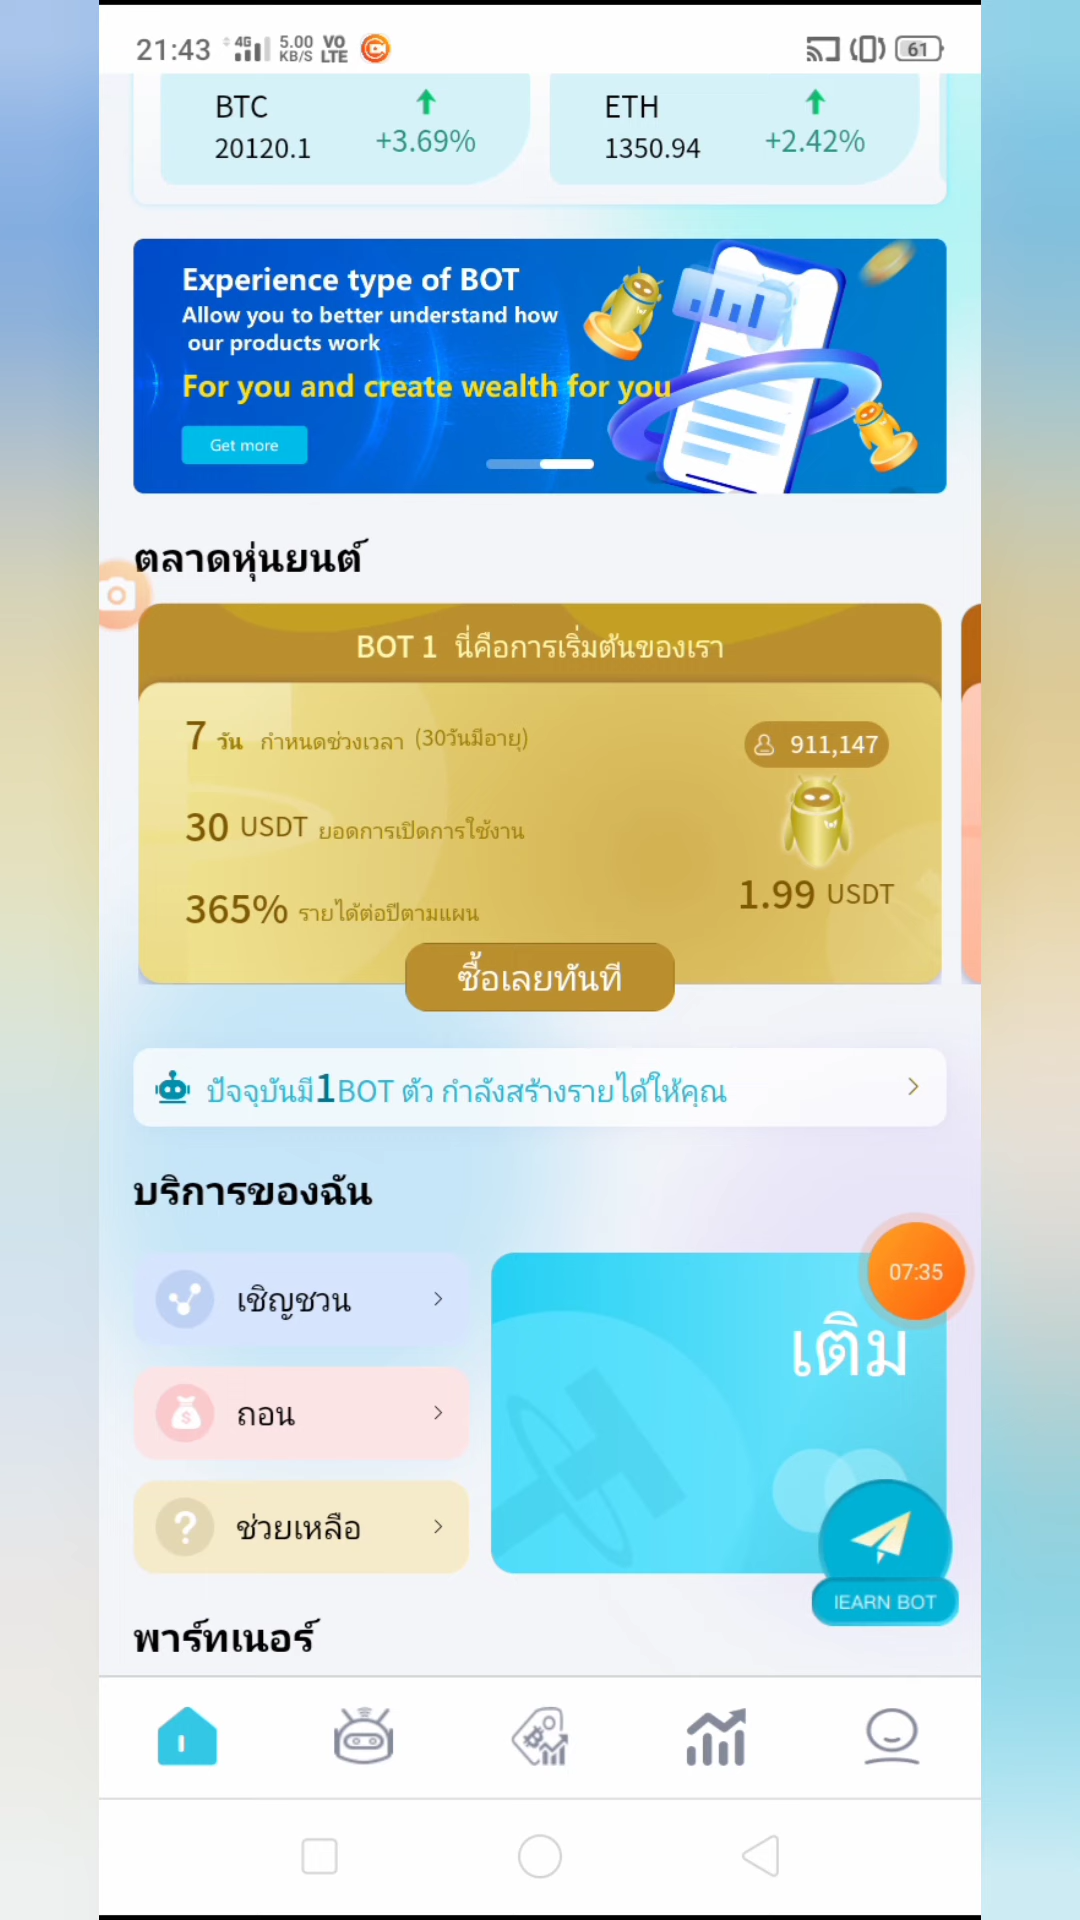 21:43 4G 5.00 KB/S VO LTE 61
BTC
20120.1 +3.69%
ETH
1350.94 +2.42%
Experience type of BOT
Allow you to better understand how
our products work
For you and create wealth for you
Get more
ตลาดหุ่นยนต์
BOT 1 นี่คือการเริ่มต้นของเรา
7 วัน กำหนดช่วงเวลา (30วันมีอายุ)
911,147
30 USDT ยอดการเปิดการใช้งาน
1.99 USDT
365% รายได้ต่อปีตามแผน
ซื้อเลยทันที
ปัจจุบันมี1BOT ตัว กำลังสร้างรายได้ให้คุณ
บริการของฉัน
07:35
เชิญชวน
เติม
ถอน
ช่วยเหลือ
IEARN BOT
พาร์ทเนอร์